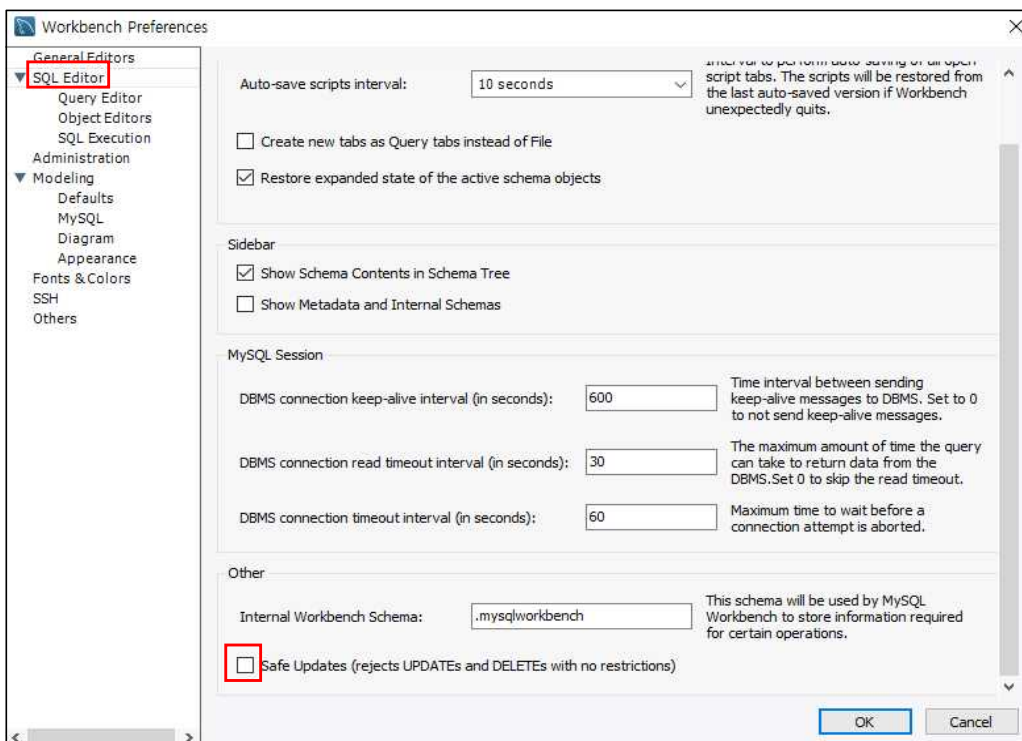 Workbench Preferences
General Editors
SQL Editor
Query Editor
Object Editors
SQL Execution
Administration
Modeling
Defaults
MySQL
Diagram
Appearance
Fonts & Colors
SSH
Others
Auto-save scripts interval:
10 seconds
Interval to perform auto-saving of all open
script tabs. The scripts will be restored from
the last auto-saved version if Workbench
unexpectedly quits.
Create new tabs as Query tabs instead of File
Restore expanded state of the active schema objects
Sidebar
Show Schema Contents in Schema Tree
Show Metadata and Internal Schemas
MySQL Session
DBMS connection keep-alive interval (in seconds):
600
Time interval between sending
keep-alive messages to DBMS. Set to 0
to not send keep-alive messages.
DBMS connection read timeout interval (in seconds):
30
The maximum amount of time the query
can take to return data from the
DBMS.Set 0 to skip the read timeout.
DBMS connection timeout interval (in seconds):
60
Maximum time to wait before a
connection attempt is aborted.
Other
Internal Workbench Schema:
.mysqlworkbench
This schema will be used by MySQL
Workbench to store information required
for certain operations.
Safe Updates (rejects UPDATEs and DELETEs with no restrictions)
OK
Cancel